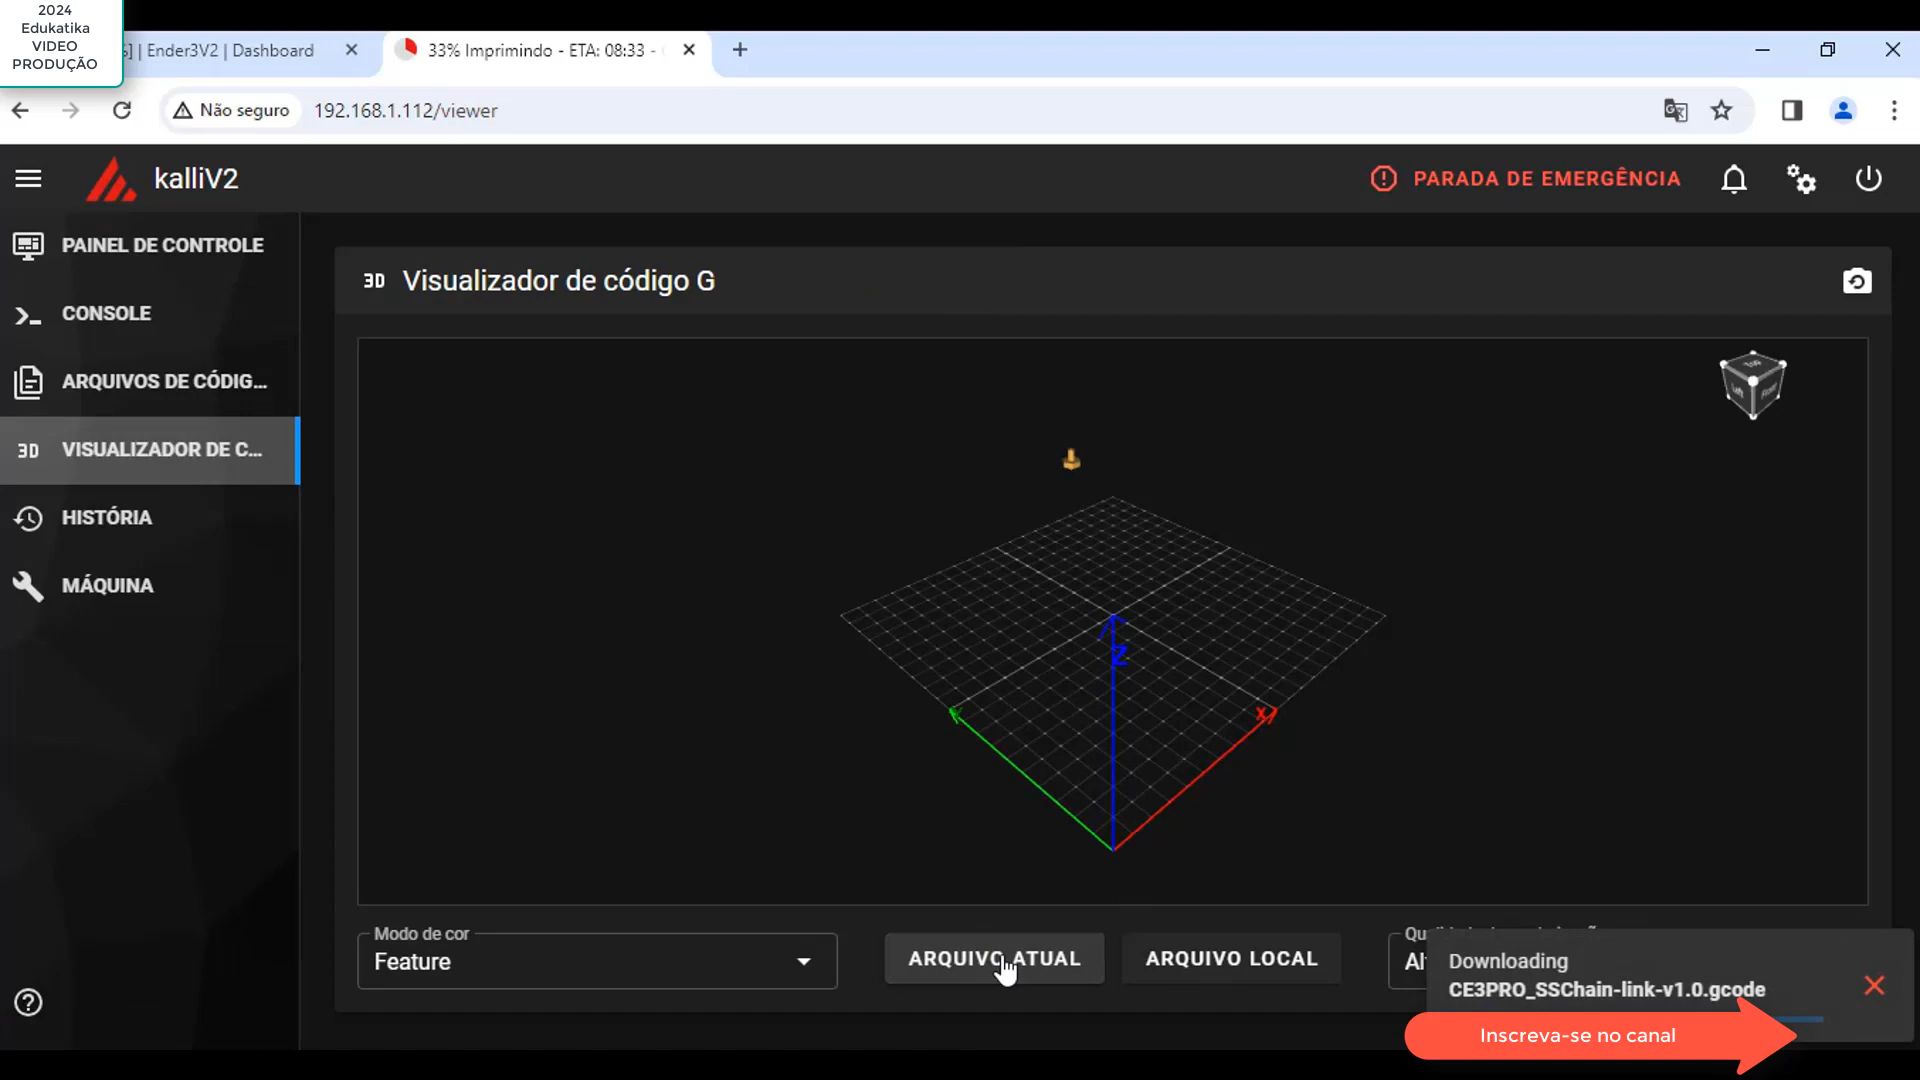 2024
Edukatika
VIDEO
PRODUÇÃO
%] | Ender3V2 | Dashboard
33% Imprimindo - ETA: 08:33 -
Não seguro
192.168.1.112/viewer
kalliV2
PARADA DE EMERGÊNCIA
PAINEL DE CONTROLE
CONSOLE
ARQUIVOS DE CÓDIG...
3D VISUALIZADOR DE C...
HISTÓRIA
MÁQUINA
3D Visualizador de código G
Z
Y
X
Modo de cor
Feature
ARQUIVO ATUAL
ARQUIVO LOCAL
Downloading
CE3PRO_SSChain-link-v1.0.gcode
Inscreva-se no canal